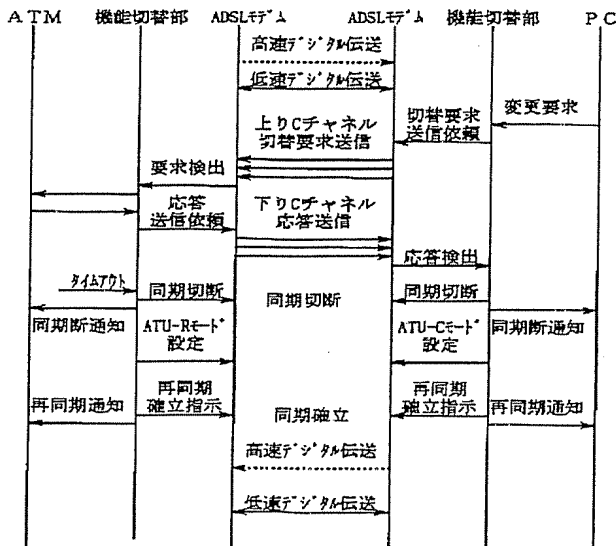 ATM 機能切替部 ADSLモデム ADSLモデム 機能切替部 PC
高速デジタル伝送
低速デジタル伝送
変更要求
切替要求
送信依頼
上りCチャネル
切替要求送信
要求検出
応答
送信依頼
下りCチャネル
応答送信
応答検出
タイムアウト
同期切断
同期切断
同期切断
同期断通知
ATU-Rモード
設定
ATU-Cモード
設定
同期断通知
再同期通知
再同期
確立指示
同期確立
再同期
確立指示
再同期通知
高速デジタル伝送
低速デジタル伝送